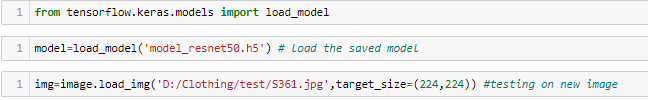 1 from tensorflow.keras.models import load_model
1 model=load_model('model_resnet50.h5') # load the saved model
1 img=image.load_img('D:/Clothing/test/S361.jpg',target_size=(224,224)) #testing on new image